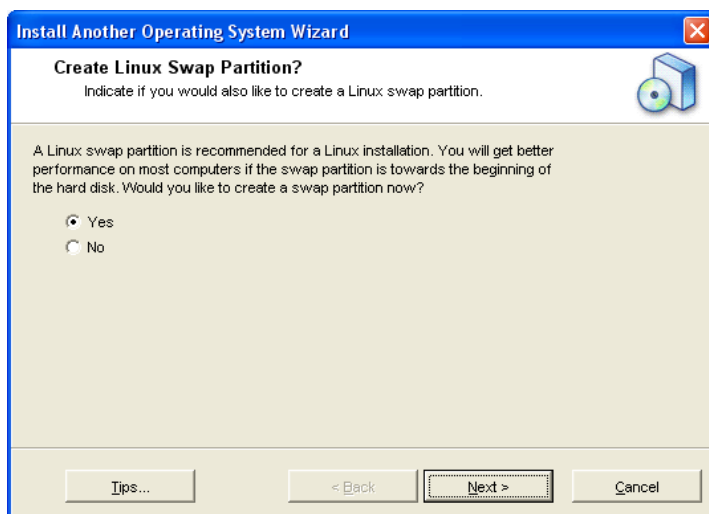 Install Another Operating System Wizard
Create Linux Swap Partition?
Indicate if you would also like to create a Linux swap partition.
A Linux swap partition is recommended for a Linux installation. You will get better
performance on most computers if the swap partition is towards the beginning of
the hard disk. Would you like to create a swap partition now?
Yes
No
Tips...
< Back
Next >
Cancel